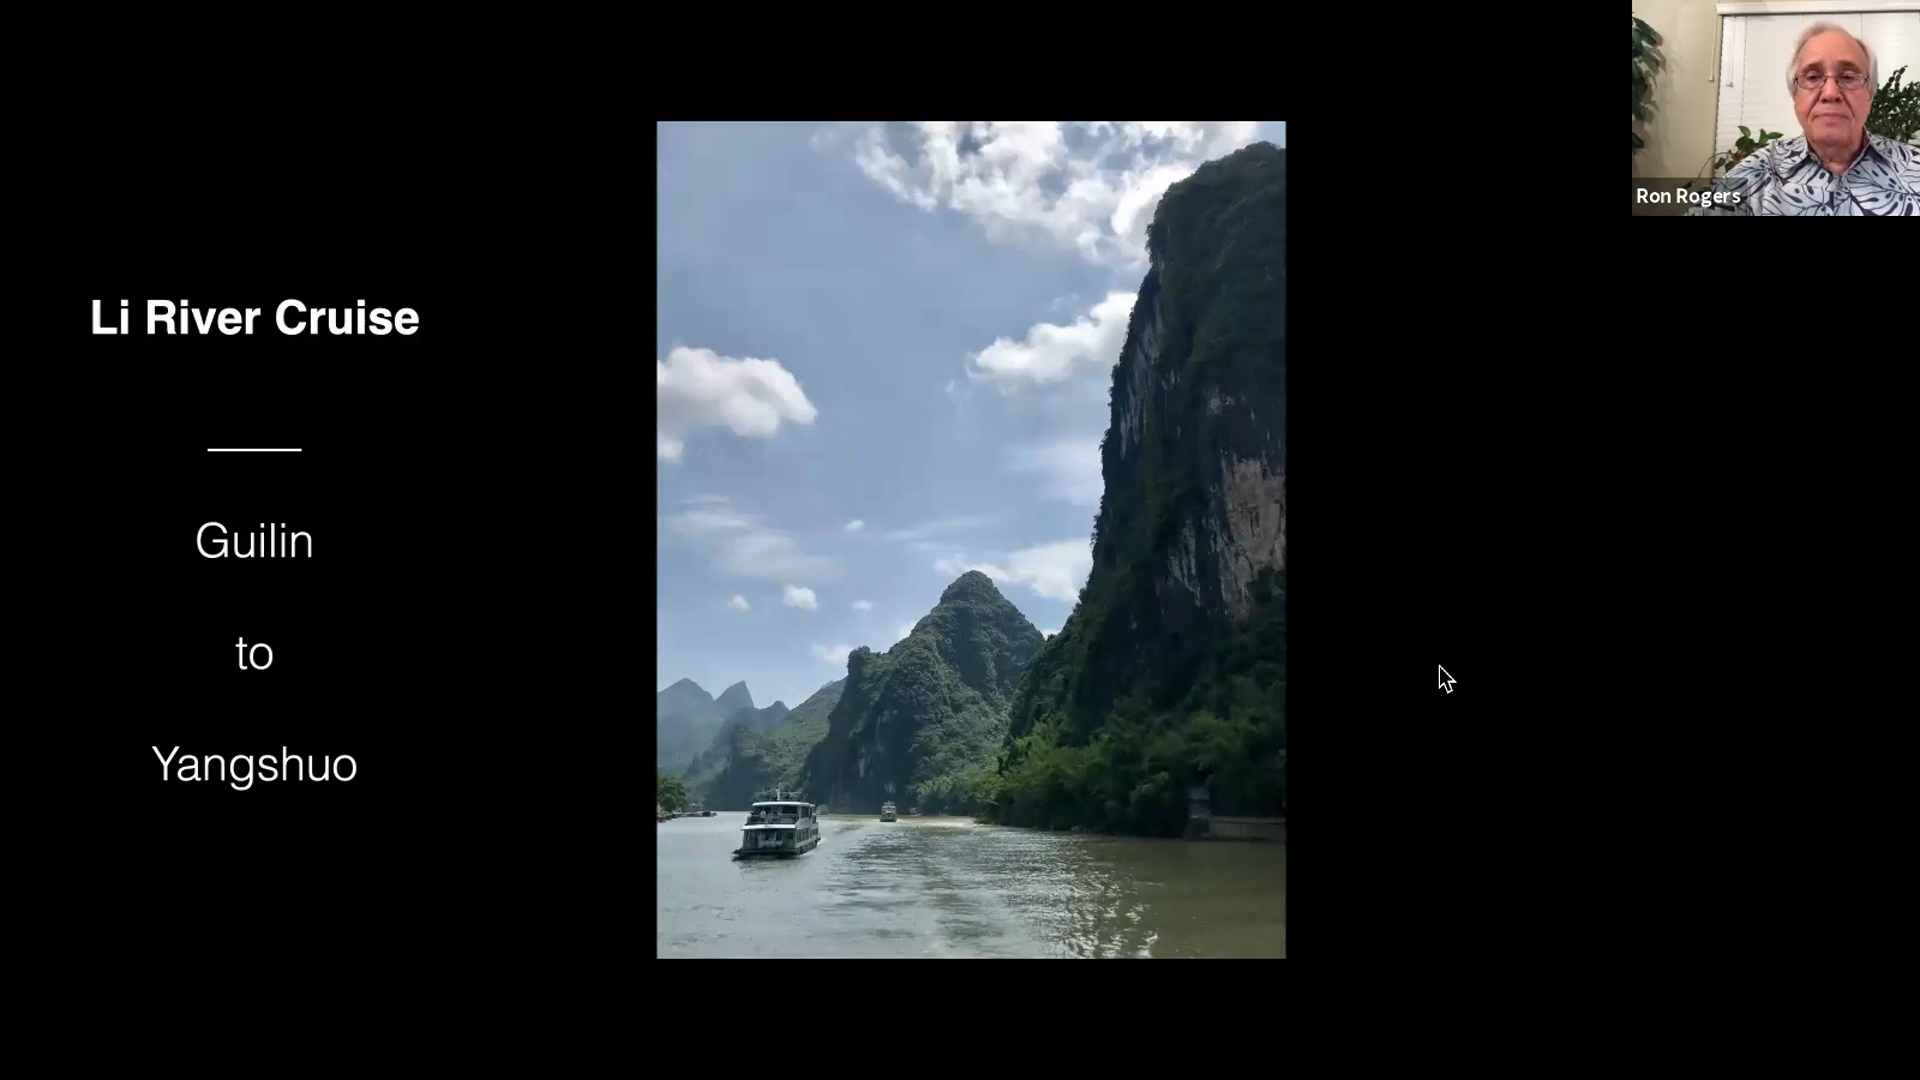 Li River Cruise
Guilin
to
Yangshuo
Ron Rogers